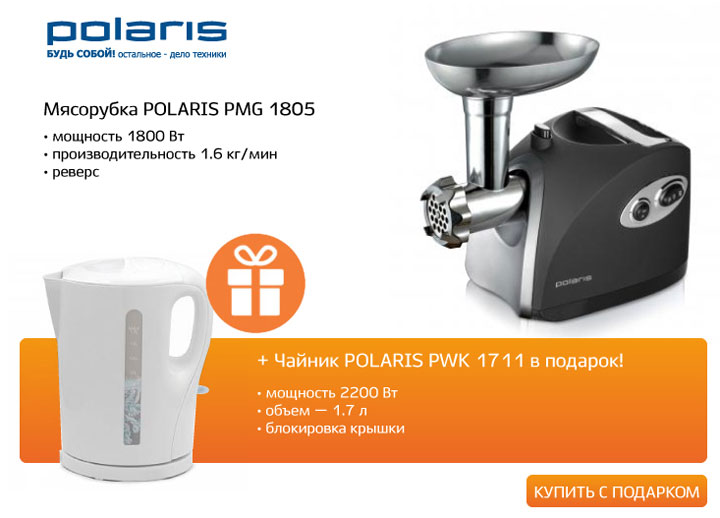 polaris
БУДЬ СОБОЙ! остальное - дело техники
Мясорубка POLARIS PMG 1805
• мощность 1800 Вт
• производительность 1.6 кг/мин
• реверс
polaris
+ Чайник POLARIS PWK 1711 в подарок!
• мощность 2200 Вт
• объем — 1.7 л
• блокировка крышки
КУПИТЬ С ПОДАРКОМ